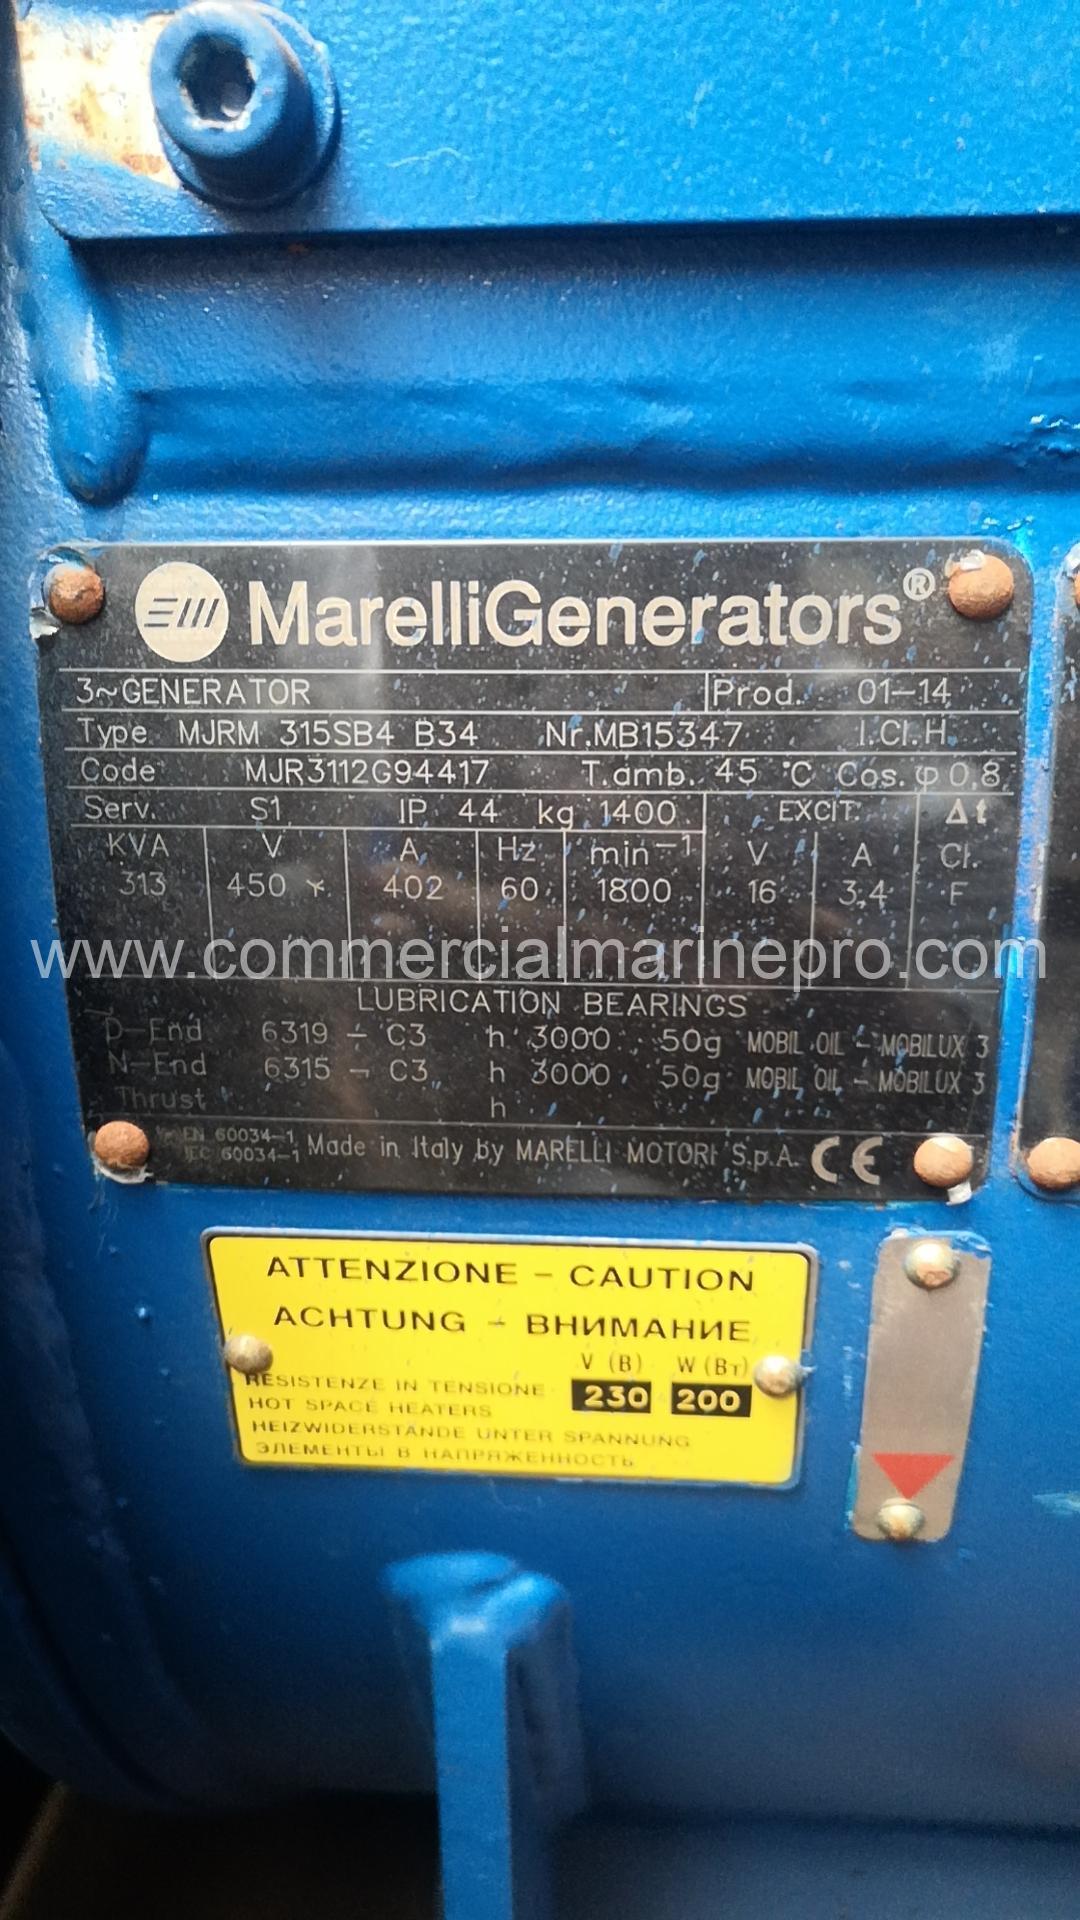 MarelliGenerators®
3~GENERATOR Prod. 01-14
Type MJRM 315SB4 B34 Nr.MB15347 I.Cl.H
Code MJR3112G94417 T.amb. 45 °C Cos.φ 0,8
Serv. S1 IP 44 kg 1400 EXCIT. Δt
KVA V A Hz min⁻¹ V A Cl.
313 450 Y 402 60 1800 16 3,4 F
www.commercialmarinepro.com
LUBRICATION BEARINGS
D-End 6319 - C3 h 3000 50g MOBIL OIL - MOBILUX 3
N-End 6315 - C3 h 3000 50g MOBIL OIL - MOBILUX 3
Thrust h
EN 60034-1
IEC 60034-1 Made in Italy by MARELLI MOTORI S.p.A. CE
ATTENZIONE - CAUTION
ACHTUNG - ВНИМАНИЕ
V (B) W (Вт)
RESISTENZE IN TENSIONE 230 200
HOT SPACE HEATERS
HEIZWIDERSTÄNDE UNTER SPANNUNG
ЭЛЕМЕНТЫ В НАПРЯЖЕННОСТЬ